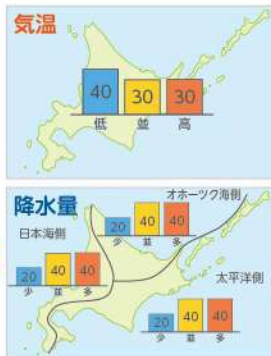 気温
40 30 30
低 並 高
降水量
オホーツク海側
20 40 40
少 並 多
日本海側
20 40 40
少 並 多
太平洋側
20 40 40
少 並 多